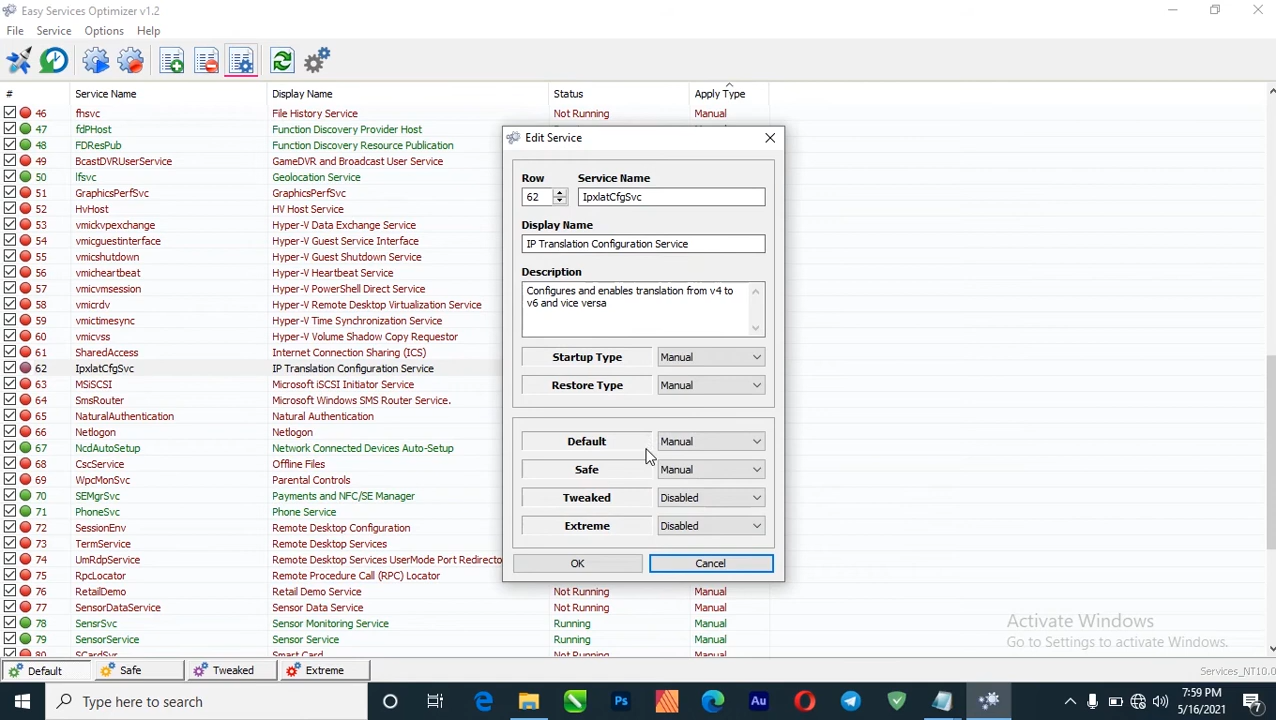 Easy Services Optimizer v1.2
File Service Options Help
# Service Name Display Name Status Apply Type
46 fhsvc File History Service Not Running Manual
47 fdPHost Function Discovery Provider Host
48 FDResPub Function Discovery Resource Publication
49 BcastDVRUserService GameDVR and Broadcast User Service
50 lfsvc Geolocation Service
51 GraphicsPerfSvc GraphicsPerfSvc
52 HvHost HV Host Service
53 vmickvpexchange Hyper-V Data Exchange Service
54 vmicguestinterface Hyper-V Guest Service Interface
55 vmicshutdown Hyper-V Guest Shutdown Service
56 vmicheartbeat Hyper-V Heartbeat Service
57 vmicvmsession Hyper-V PowerShell Direct Service
58 vmicrdv Hyper-V Remote Desktop Virtualization Service
59 vmictimesync Hyper-V Time Synchronization Service
60 vmicvss Hyper-V Volume Shadow Copy Requestor
61 SharedAccess Internet Connection Sharing (ICS)
62 IpxlatCfgSvc IP Translation Configuration Service
63 MSiSCSI Microsoft iSCSI Initiator Service
64 SmsRouter Microsoft Windows SMS Router Service.
65 NaturalAuthentication Natural Authentication
66 Netlogon Netlogon
67 NcdAutoSetup Network Connected Devices Auto-Setup
68 CscService Offline Files
69 WpcMonSvc Parental Controls
70 SEMgrSvc Payments and NFC/SE Manager
71 PhoneSvc Phone Service
72 SessionEnv Remote Desktop Configuration
73 TermService Remote Desktop Services
74 UmRdpService Remote Desktop Services UserMode Port Redirector
75 RpcLocator Remote Procedure Call (RPC) Locator
76 RetailDemo Retail Demo Service Not Running Manual
77 SensorDataService Sensor Data Service Not Running Manual
78 SensrSvc Sensor Monitoring Service Running Manual
79 SensorService Sensor Service Running Manual
80 SCardSvr Smart Card Not Running Manual
Edit Service
Row Service Name
62 IpxlatCfgSvc
Display Name
IP Translation Configuration Service
Description
Configures and enables translation from v4 to
v6 and vice versa
Startup Type Manual
Restore Type Manual
Default Manual
Safe Manual
Tweaked Disabled
Extreme Disabled
OK Cancel
Activate Windows
Go to Settings to activate Windows.
Default Safe Tweaked Extreme Services_NT10.0
Type here to search
Ps Au
7:59 PM
5/16/2021
7